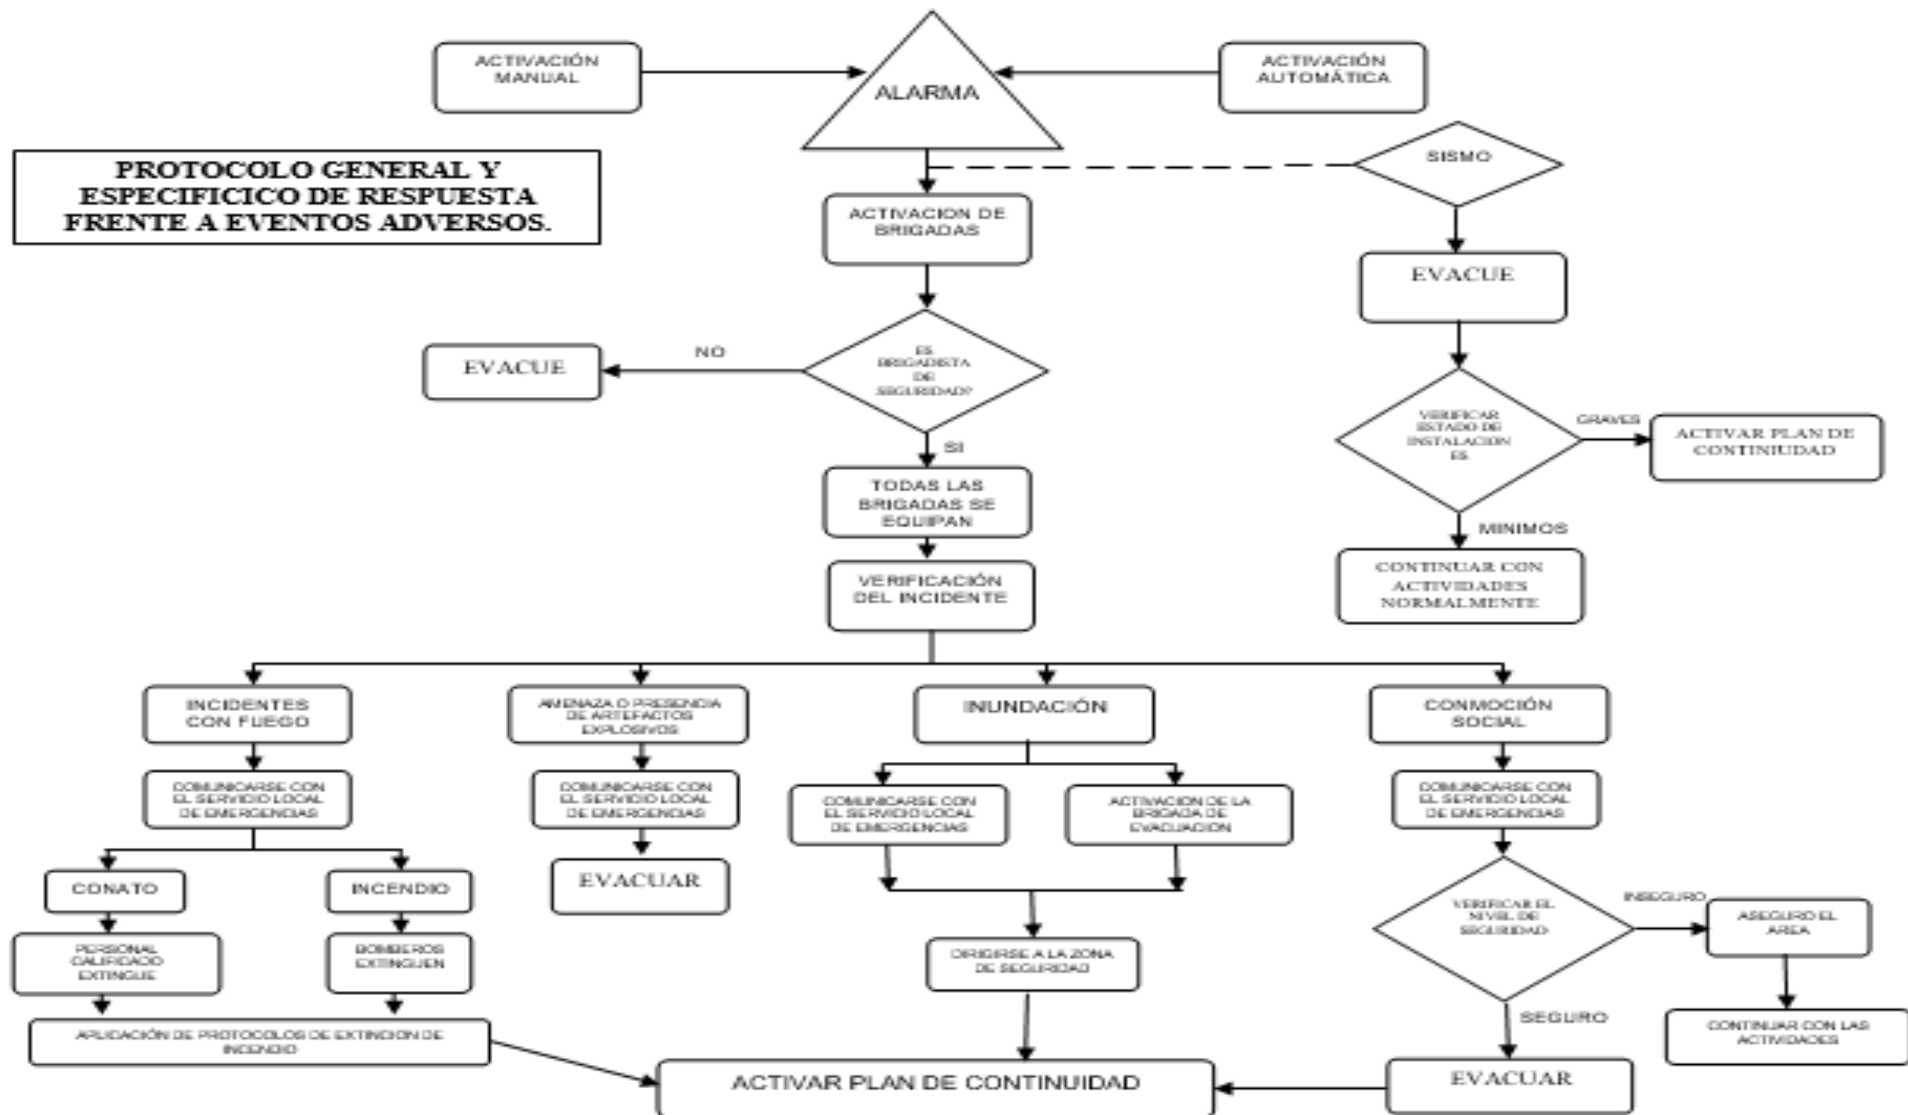 ACTIVACIÓN
MANUAL
ALARMA
ACTIVACIÓN
AUTOMÁTICA
PROTOCOLO GENERAL Y
ESPECIFICICO DE RESPUESTA
FRENTE A EVENTOS ADVERSOS.
SISMO
ACTIVACION DE
BRIGADAS
EVACUE
ES
BRIGADISTA
DE
SEGURIDAD?
NO
EVACUE
SI
VERIFICAR
ESTADO DE
INSTALACION
ES
GRAVES
ACTIVAR PLAN DE
CONTINIUDAD
MINIMOS
CONTINUAR CON
ACTIVIDADES
NORMALMENTE
TODAS LAS
BRIGADAS SE
EQUIPAN
VERIFICACIÓN
DEL INCIDENTE
INCIDENTES
CON FUEGO
AMENAZA O PRESENCIA
DE ARTEFACTOS
EXPLOSIVOS
INUNDACIÓN
CONMOCIÓN
SOCIAL
COMUNICARSE CON
EL SERVICIO LOCAL
DE EMERGENCIAS
COMUNICARSE CON
EL SERVICIO LOCAL
DE EMERGENCIAS
COMUNICARSE CON
EL SERVICIO LOCAL
DE EMERGENCIAS
ACTIVACION DE LA
BRIGADA DE
EVACUACION
COMUNICARSE CON
EL SERVICIO LOCAL
DE EMERGENCIAS
CONATO
INCENDIO
EVACUAR
VERIFICAR EL
NIVEL DE
SEGURIDAD
INSEGURO
ASEGURO EL
AREA
PERSONAL
CALIFICADO
EXTINGUE
BOMBEROS
EXTINGUEN
DIRIGIRSE A LA ZONA
DE SEGURIDAD
SEGURO
CONTINUAR CON LAS
ACTIVIDADES
APLICACIÓN DE PROTOCOLOS DE EXTINCION DE
INCENDIO
ACTIVAR PLAN DE CONTINUIDAD
EVACUAR